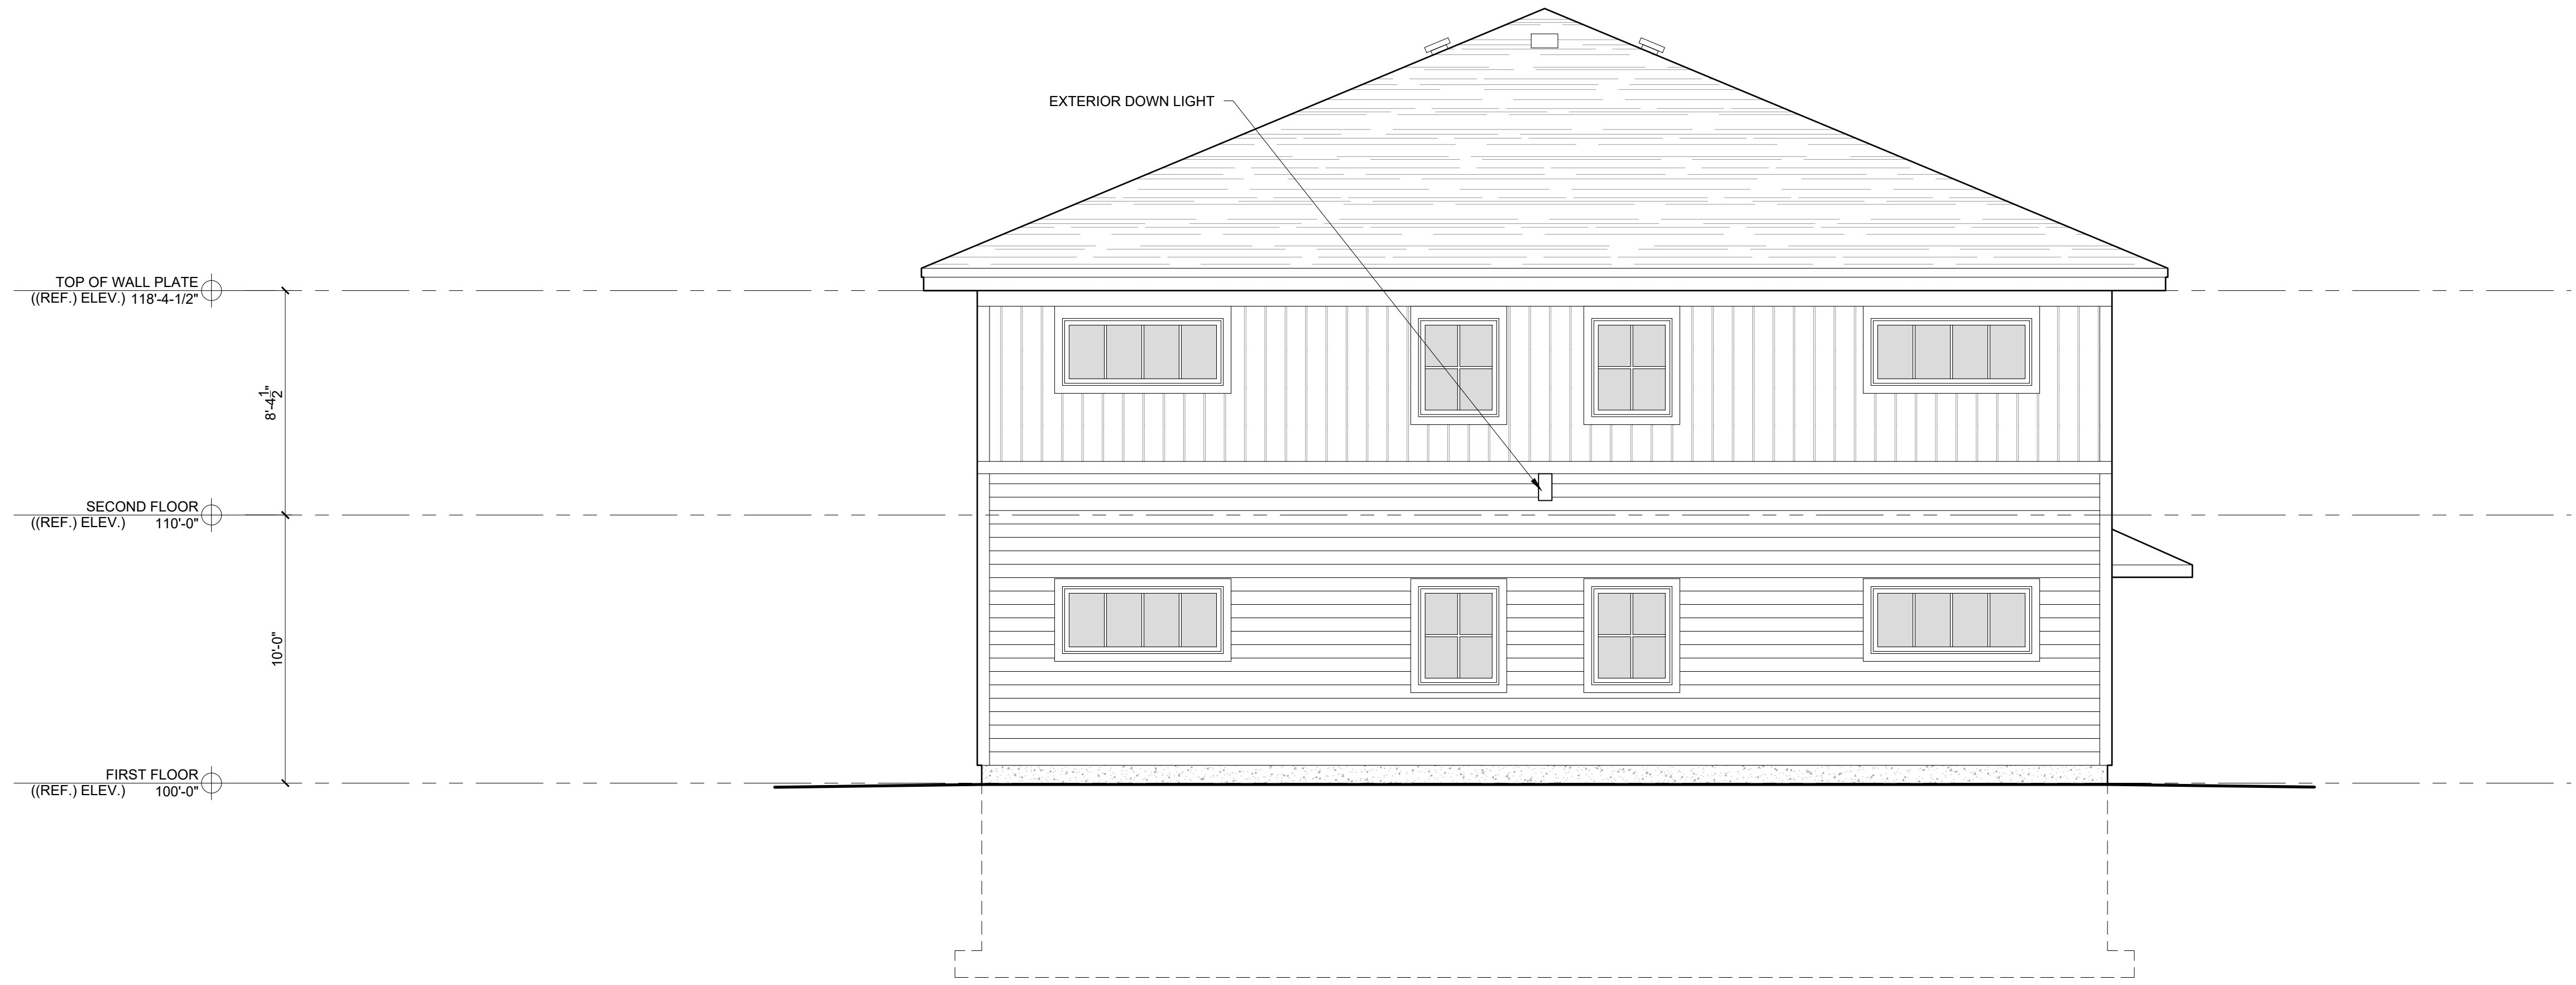 EXTERIOR DOWN LIGHT
TOP OF WALL PLATE
((REF.) ELEV.) 118'-4-1/2"
8'-4 1/2"
SECOND FLOOR
((REF.) ELEV.) 110'-0"
10'-0"
FIRST FLOOR
((REF.) ELEV.) 100'-0"